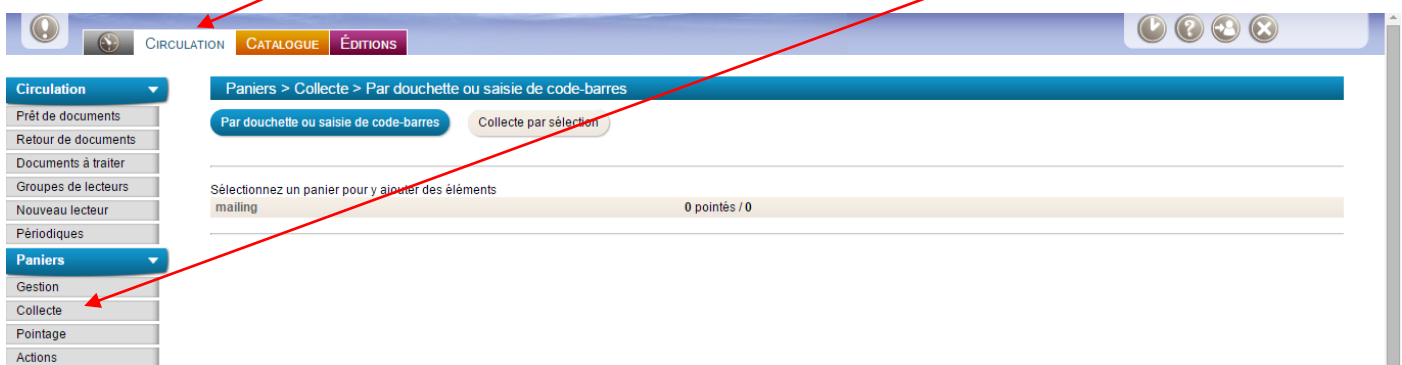 CIRCULATION CATALOGUE ÉDITIONS
Circulation
Prêt de documents
Retour de documents
Documents à traiter
Groupes de lecteurs
Nouveau lecteur
Périodiques
Paniers
Gestion
Collecte
Pointage
Actions
Paniers > Collecte > Par douchette ou saisie de code-barres
Par douchette ou saisie de code-barres Collecte par sélection
Sélectionnez un panier pour y ajouter des éléments
mailing 0 pointés / 0